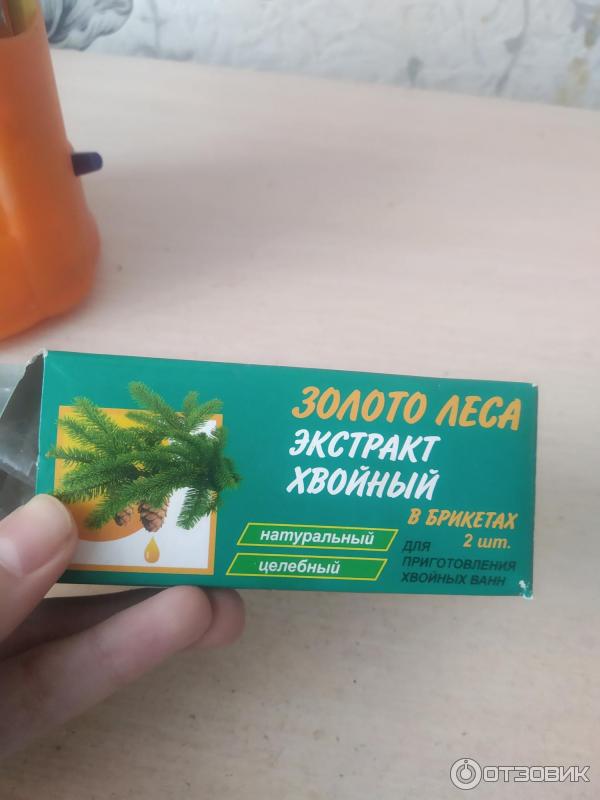 ЗОЛОТО ЛЕСА
ЭКСТРАКТ
ХВОЙНЫЙ
В БРИКЕТАХ
2 шт.
натуральный
целебный
ДЛЯ
ПРИГОТОВЛЕНИЯ
ХВОЙНЫХ ВАНН
ОТЗОВИК